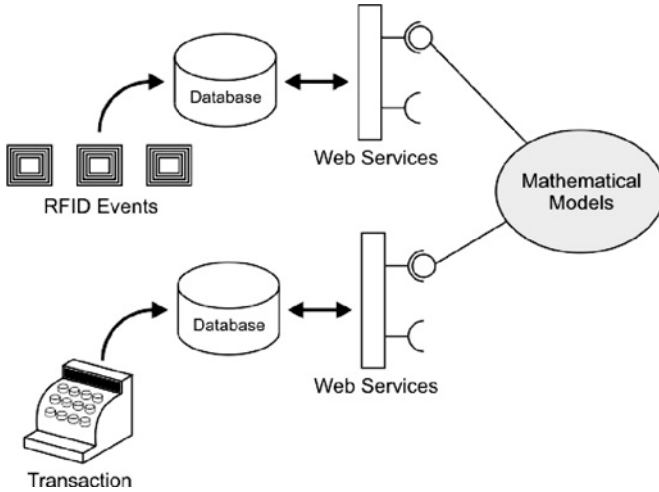 Database
Web Services
RFID Events
Mathematical
Models
Database
Web Services
Transaction